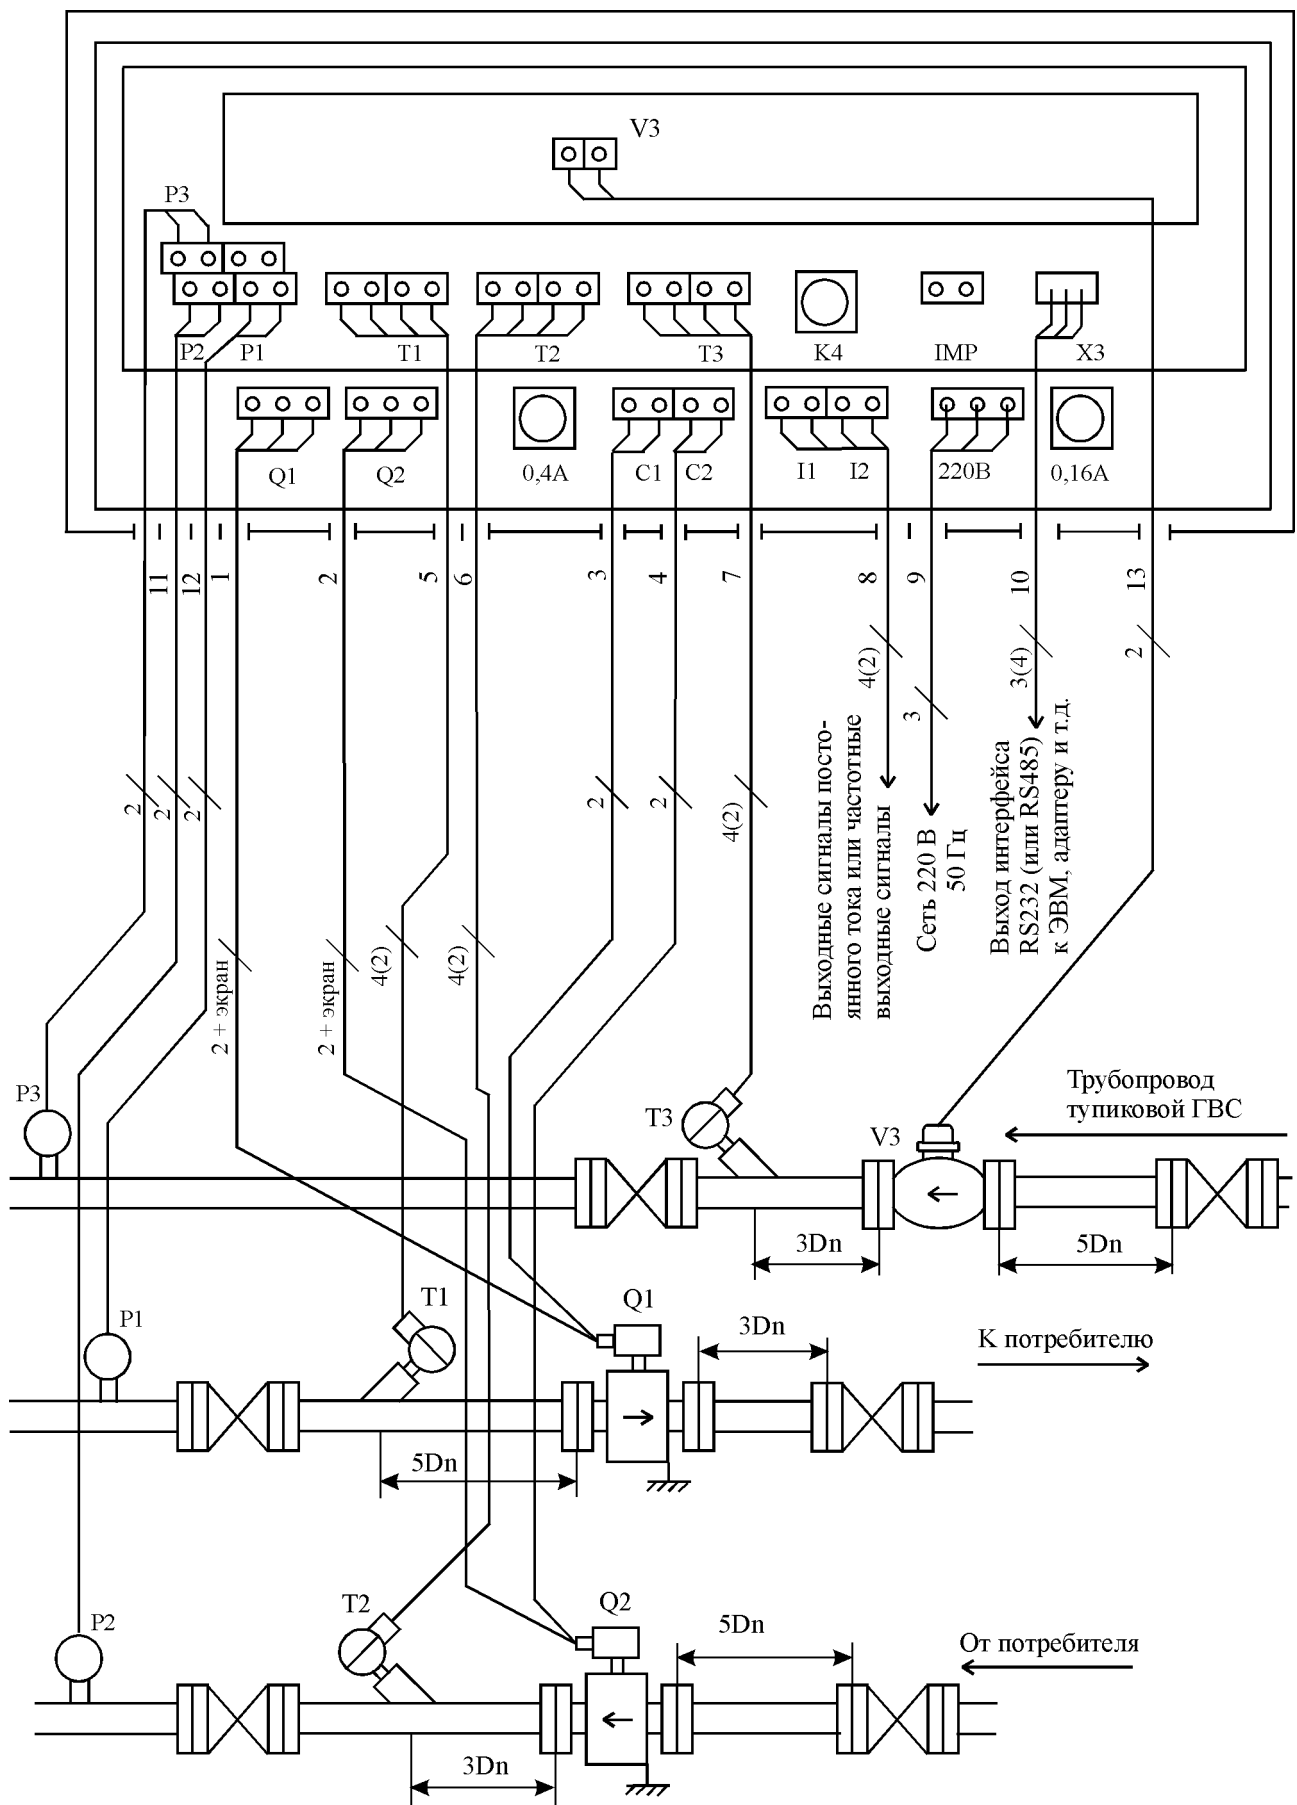 V3
P3
P2
P1
T1
T2
T3
K4
IMP
X3
Q1
Q2
0,4А
C1
C2
I1
I2
220В
0,16А
11
12
1
2
5
6
3
4
7
8
9
10
13
2
2
2
2 + экран
2 + экран
4(2)
4(2)
2
2
4(2)
4(2)
3
3(4)
2
Выходные сигналы посто-
янного тока или частотные
выходные сигналы
Сеть 220 В
50 Гц
Выход интерфейса
RS232 (или RS485)
к ЭВМ, адаптеру и т.д.
P3
T3
V3
Трубопровод
тупиковой ГВС
3Dn
5Dn
P1
T1
Q1
3Dn
К потребителю
5Dn
P2
T2
Q2
5Dn
От потребителя
3Dn